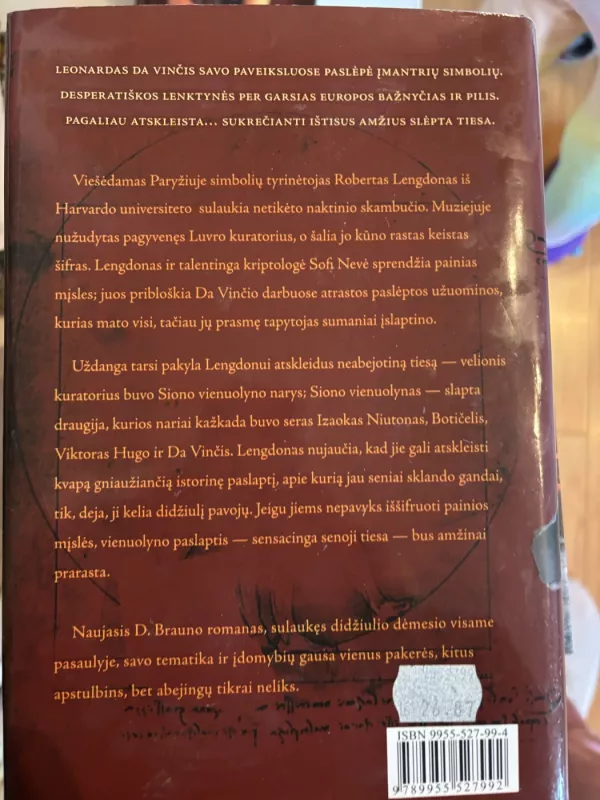 LEONARDAS DA VINČIS SAVO PAVEIKSLUOSE PASLĖPĖ ĮMANTRIŲ SIMBOLIŲ.
DESPERATIŠKOS LENKTYNĖS PER GARSIAS EUROPOS BAŽNYČIAS IR PILIS.
PAGALIAU ATSKLEISTA... SUKREČIANTI IŠTISUS AMŽIUS SLĖPTA TIESA.
Viešėdamas Paryžiuje simbolių tyrinėtojas Robertas Lengdonas iš
Harvardo universiteto sulaukia netikėto naktinio skambučio. Muziejuje
nužudytas pagyvenęs Luvro kuratorius, o šalia jo kūno rastas keistas
šifras. Lengdonas ir talentinga kriptologė Sofi Nevė sprendžia painias
mįsles; juos pribloškia Da Vinčio darbuose atrastos paslėptos užuominos,
kurias mato visi, tačiau jų prasmę tapytojas sumaniai įslaptino.
Uždanga tarsi pakyla Lengdonui atskleidus neabejotiną tiesą — velionis
kuratorius buvo Siono vienuolyno narys; Siono vienuolynas — slapta
draugija, kurios nariai kažkada buvo seras Izaokas Niutonas, Botičelis,
Viktoras Hugo ir Da Vinčis. Lengdonas nujaučia, kad jie gali atskleisti
kvapą gniaužiančią istorinę paslaptį, apie kurią jau seniai sklando gandai,
tik, deja, ji kelia didžiulį pavojų. Jeigu jiems nepavyks iššifruoti painios
mįslės, vienuolyno paslaptis — sensacinga senoji tiesa — bus amžinai
prarasta.
Naujasis D. Brauno romanas, sulaukęs didžiulio dėmesio visame
pasaulyje, savo tematika ir įdomybių gausa vienus pakerės, kitus
apstulbins, bet abejingų tikrai neliks.
26.87
ISBN 9955-527-99-4
9789955527992